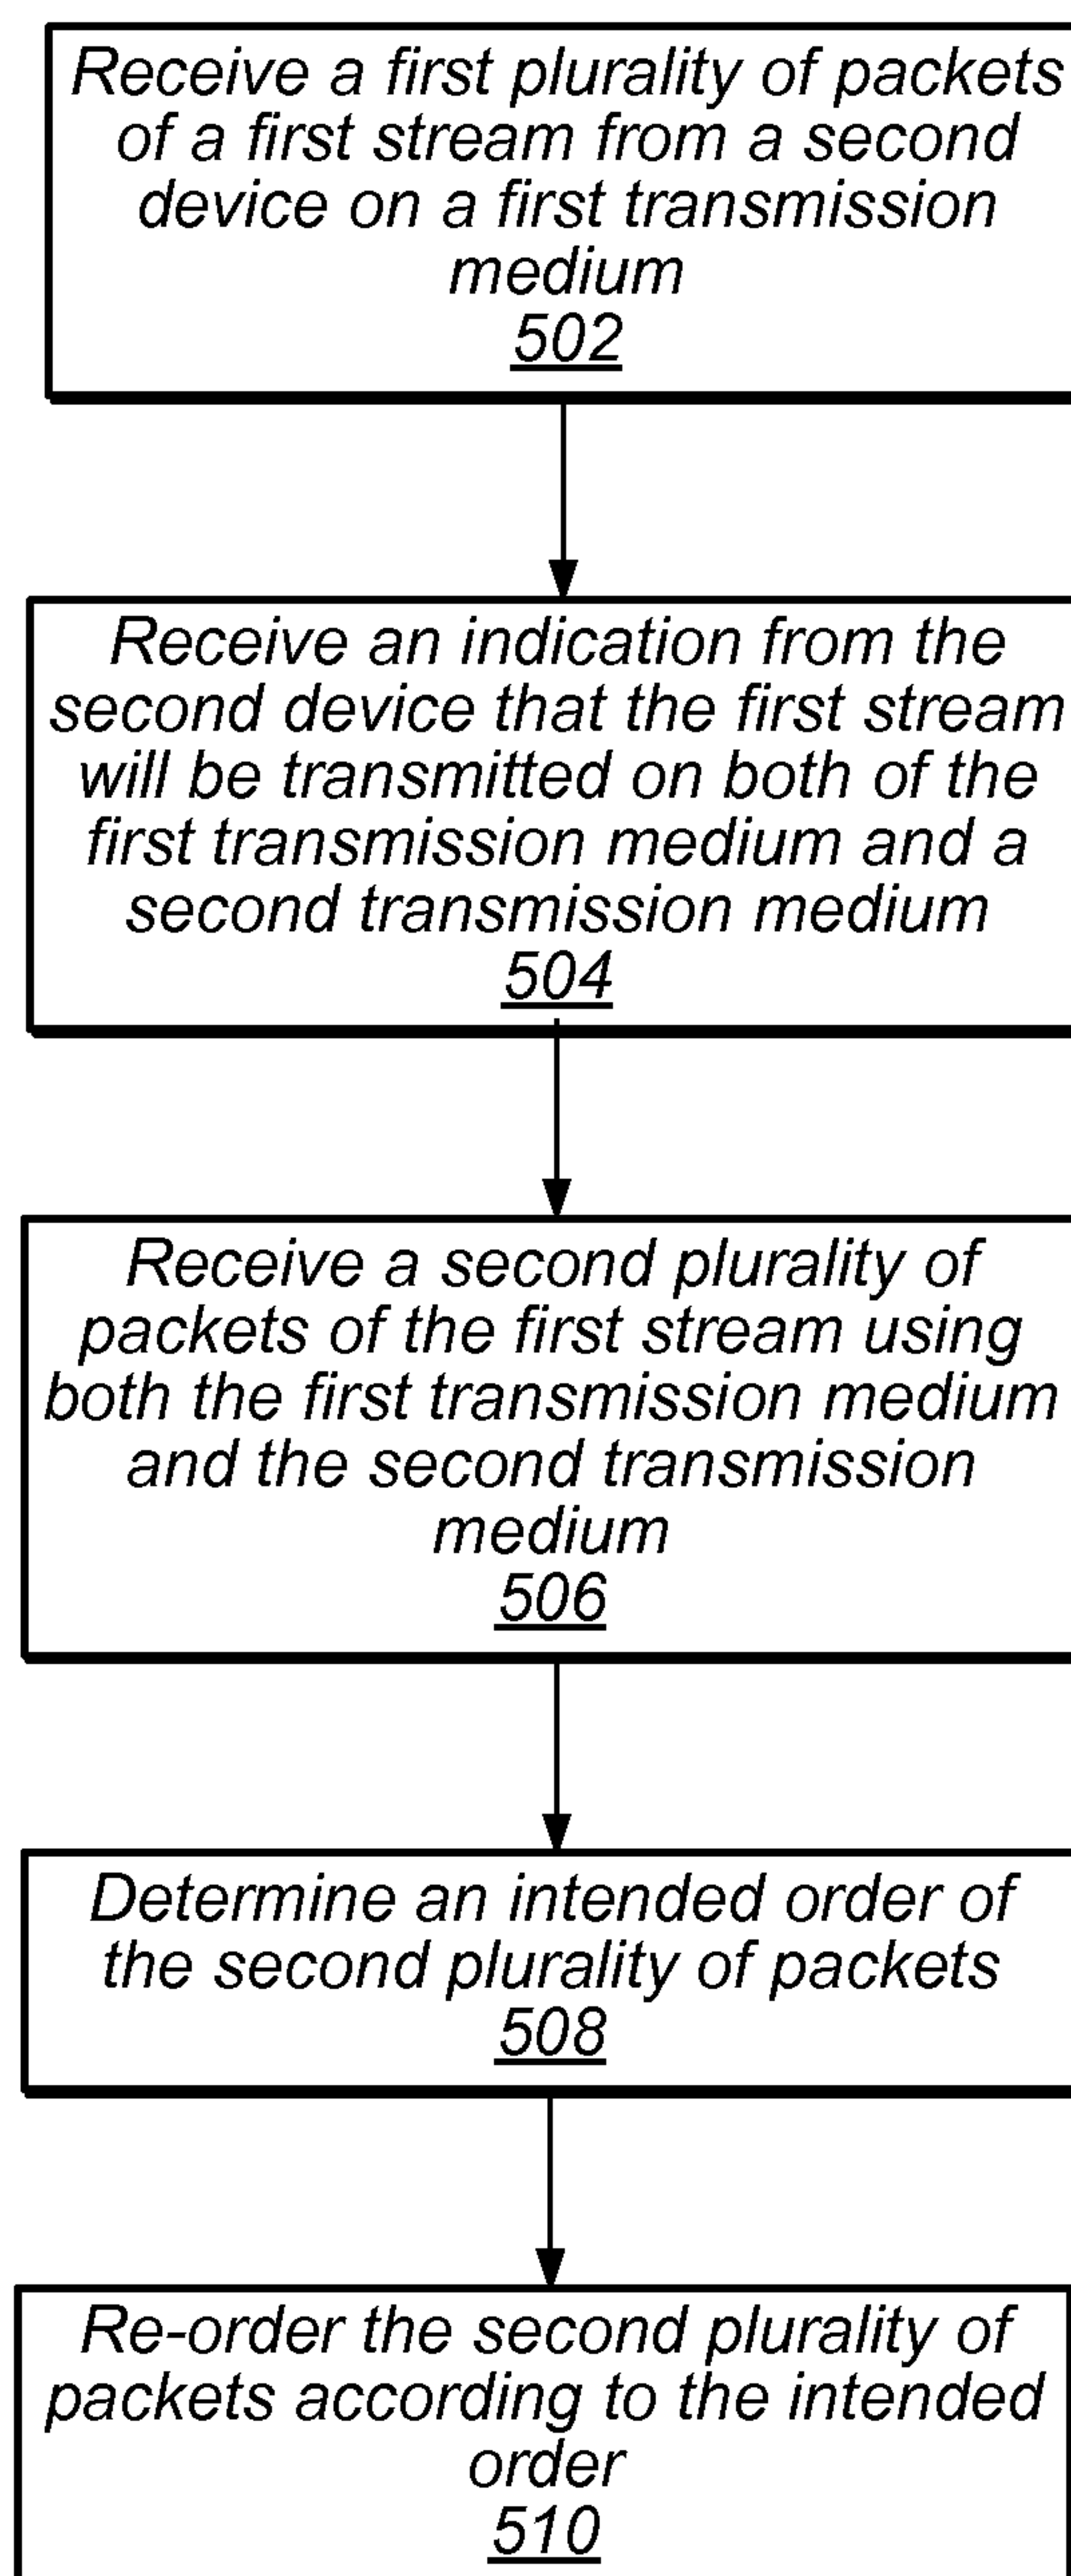 Receive a first plurality of packets
of a first stream from a second
device on a first transmission
medium
502
Receive an indication from the
second device that the first stream
will be transmitted on both of the
first transmission medium and a
second transmission medium
504
Receive a second plurality of
packets of the first stream using
both the first transmission medium
and the second transmission
medium
506
Determine an intended order of
the second plurality of packets
508
Re-order the second plurality of
packets according to the intended
order
510